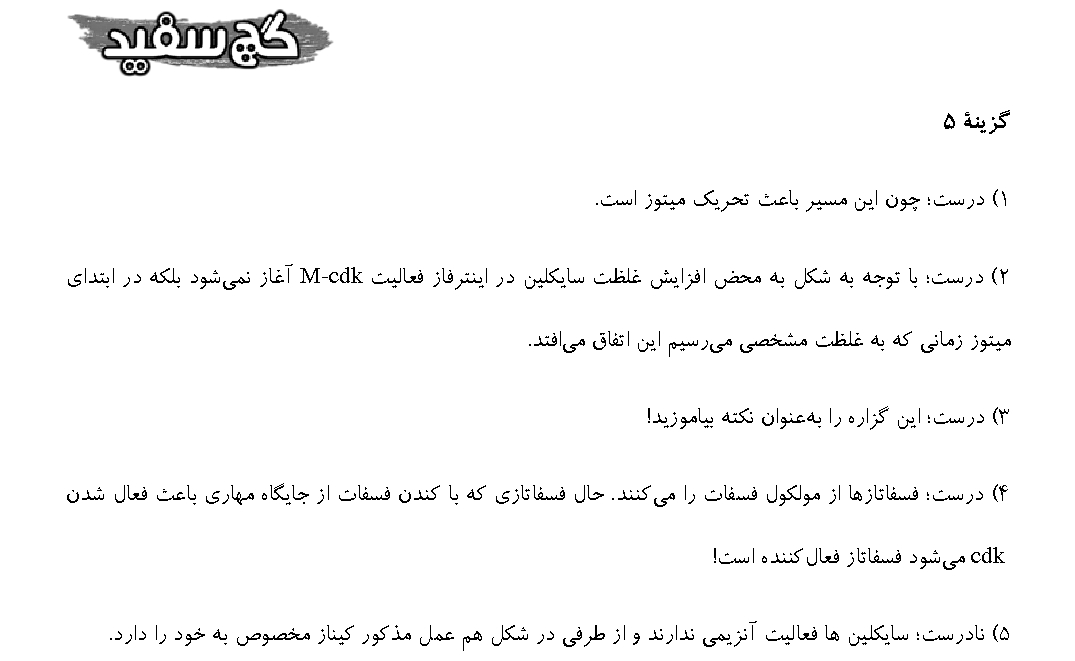 گچ سفید
گزینهٔ ۵
۱) درست؛ چون این مسیر باعث تحریک میتوز است.
۲) درست؛ با توجه به شکل به محض افزایش غلظت سایکلین در اینترفاز فعالیت M-cdk آغاز نمی‌شود بلکه در ابتدای
میتوز زمانی که به غلظت مشخصی می‌رسیم این اتفاق می‌افتد.
۳) درست؛ این گزاره را به‌عنوان نکته بیاموزید!
۴) درست؛ فسفاتازها از مولکول فسفات را می‌کنند. حال فسفاتازی که با کندن فسفات از جایگاه مهاری باعث فعال شدن
cdk می‌شود فسفاتاز فعال‌کننده است!
۵) نادرست؛ سایکلین ها فعالیت آنزیمی ندارند و از طرفی در شکل هم عمل مذکور کیناز مخصوص به خود را دارد.